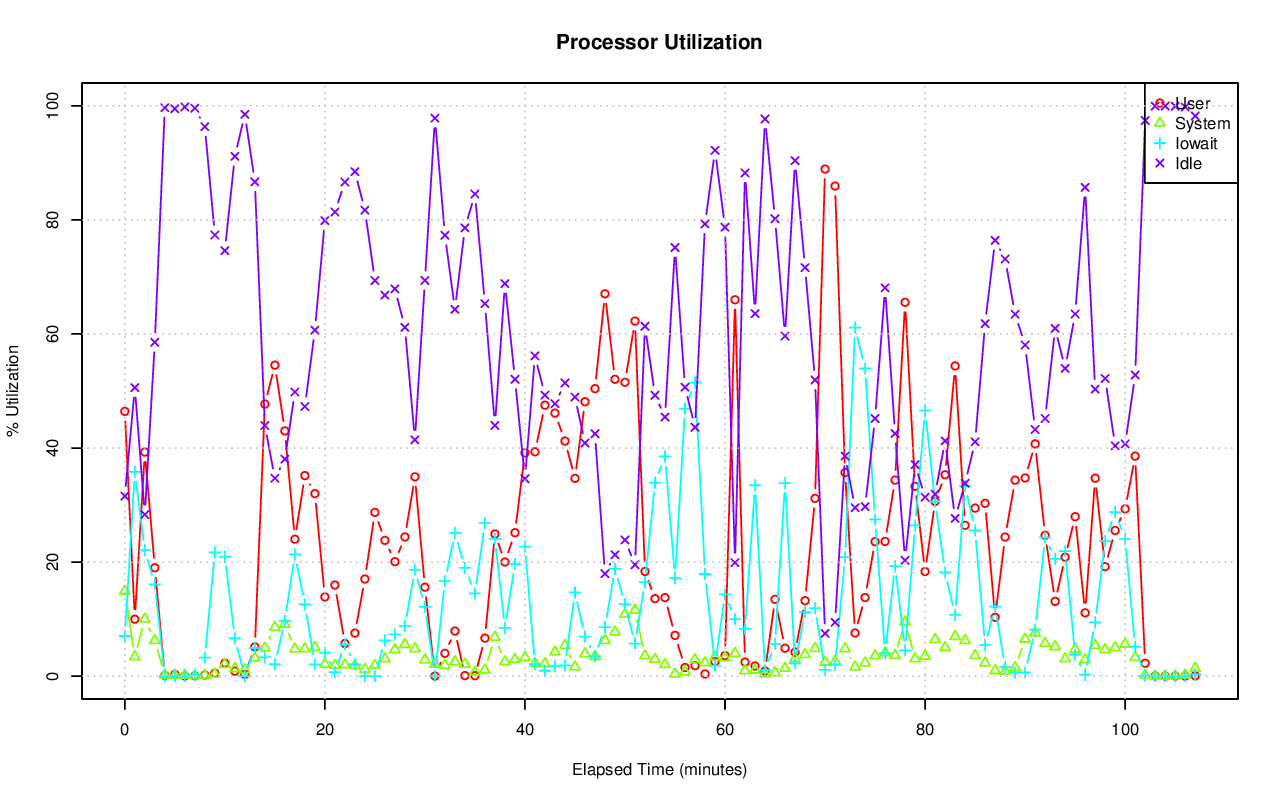 Processor Utilization
100
80
60
40
20
0
% Utilization
User
System
Iowait
Idle
0 20 40 60 80 100
Elapsed Time (minutes)